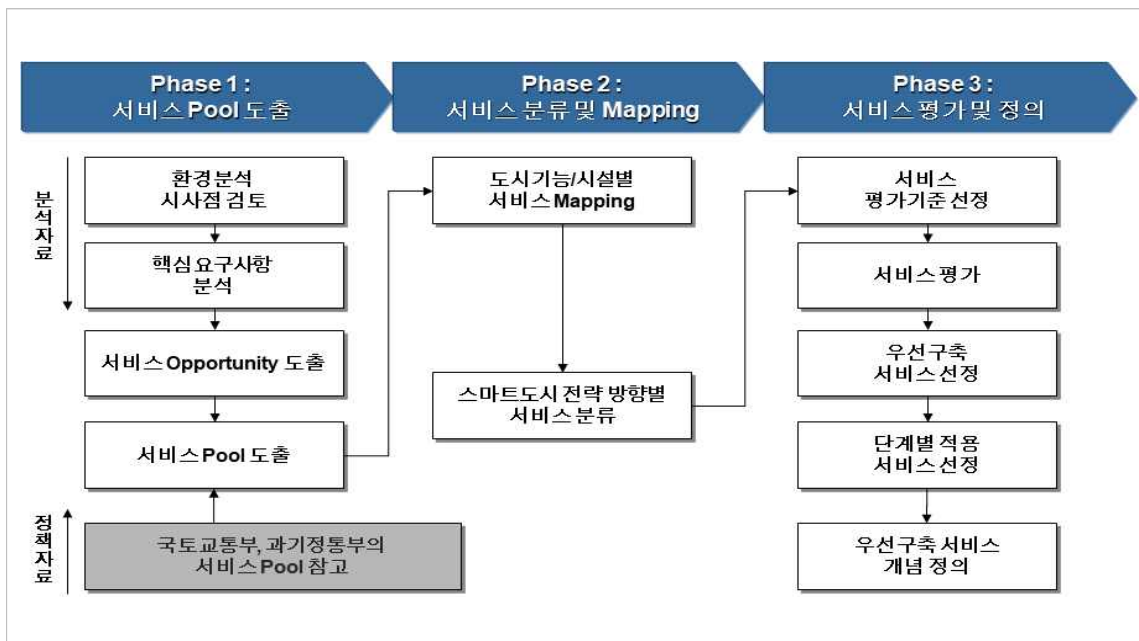 Phase 1 :
서비스 Pool 도출
Phase 2 :
서비스 분류 및 Mapping
Phase 3 :
서비스 평가 및 정의
분석자료
환경분석
시사점 검토
핵심요구사항
분석
서비스 Opportunity 도출
서비스 Pool 도출
정책자료
국토교통부, 과기정통부의
서비스 Pool 참고
도시기능/시설별
서비스 Mapping
스마트도시 전략 방향별
서비스 분류
서비스
평가기준 선정
서비스 평가
우선구축
서비스 선정
단계별 적용
서비스 선정
우선구축 서비스
개념 정의